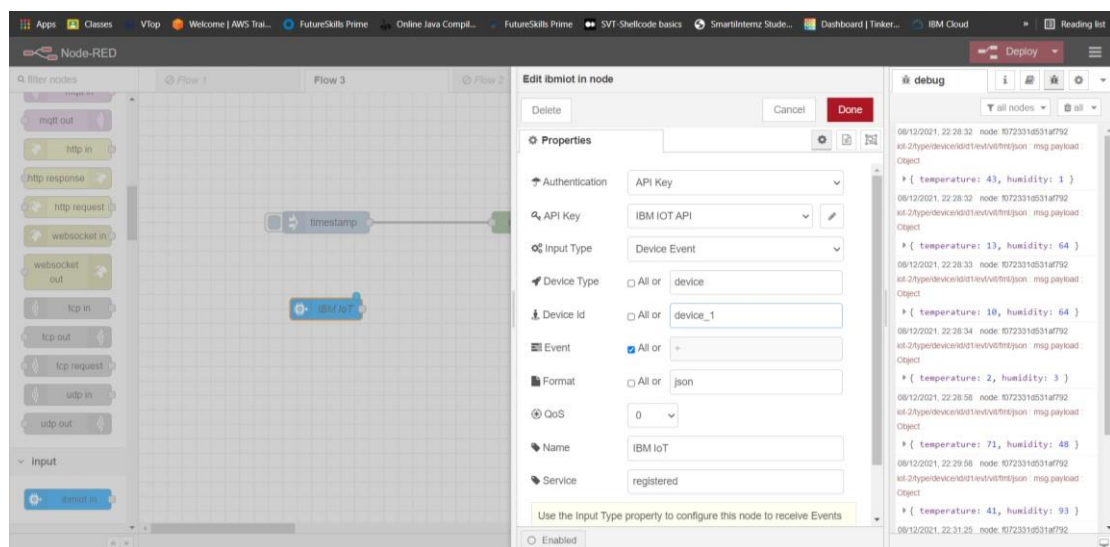 Apps Classes VTop Welcome | AWS Trai... FutureSkills Prime Online Java Compil... FutureSkills Prime SVT-Shellcode basics SmartInternz Stude... Dashboard | Tinker... IBM Cloud » Reading list
Node-RED Deploy
filter nodes
mqtt out
http in
http response
http request
websocket in
websocket
out
tcp in
tcp out
tcp request
udp in
udp out
input
ibmiot in
Flow 1 Flow 3 Flow 2
timestamp
IBM IoT
Edit ibmiot in node
Delete Cancel Done
Properties
Authentication API Key
API Key IBM IOT API
Input Type Device Event
Device Type All or device
Device Id All or device_1
Event All or +
Format All or json
QoS 0
Name IBM IoT
Service registered
Use the Input Type property to configure this node to receive Events
Enabled
debug i
all nodes all
08/12/2021, 22:28:32 node: f072331d531af792
iot-2/type/device/id/d1/evt/vit/fmt/json : msg.payload :
Object
{ temperature: 43, humidity: 1 }
08/12/2021, 22:28:32 node: f072331d531af792
iot-2/type/device/id/d1/evt/vit/fmt/json : msg.payload :
Object
{ temperature: 13, humidity: 64 }
08/12/2021, 22:28:33 node: f072331d531af792
iot-2/type/device/id/d1/evt/vit/fmt/json : msg.payload :
Object
{ temperature: 10, humidity: 64 }
08/12/2021, 22:28:34 node: f072331d531af792
iot-2/type/device/id/d1/evt/vit/fmt/json : msg.payload :
Object
{ temperature: 2, humidity: 3 }
08/12/2021, 22:28:58 node: f072331d531af792
iot-2/type/device/id/d1/evt/vit/fmt/json : msg.payload :
Object
{ temperature: 71, humidity: 48 }
08/12/2021, 22:29:58 node: f072331d531af792
iot-2/type/device/id/d1/evt/vit/fmt/json : msg.payload :
Object
{ temperature: 41, humidity: 93 }
08/12/2021, 22:31:25 node: f072331d531af792